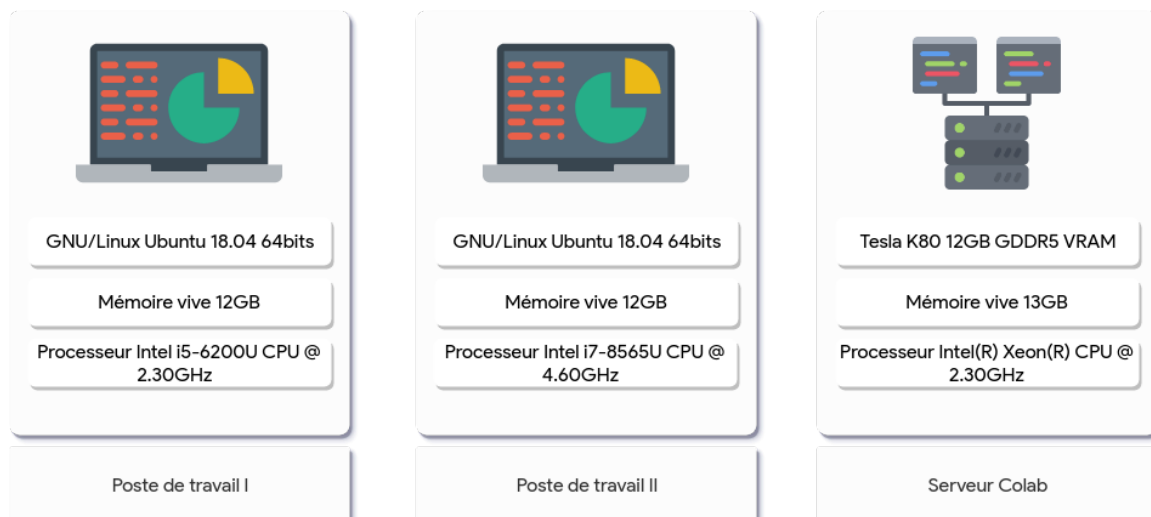 GNU/Linux Ubuntu 18.04 64bits
Mémoire vive 12GB
Processeur Intel i5-6200U CPU @
2.30GHz
Poste de travail I
GNU/Linux Ubuntu 18.04 64bits
Mémoire vive 12GB
Processeur Intel i7-8565U CPU @
4.60GHz
Poste de travail II
Tesla K80 12GB GDDR5 VRAM
Mémoire vive 13GB
Processeur Intel(R) Xeon(R) CPU @
2.30GHz
Serveur Colab